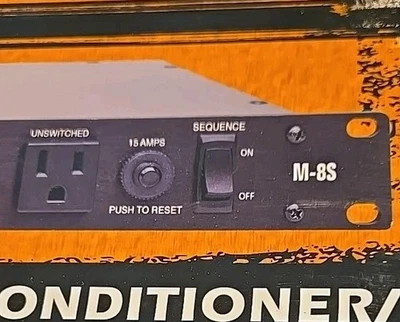 UNSWITCHED
15 AMPS
SEQUENCE
ON
M-8S
OFF
PUSH TO RESET
ONDITIONER/